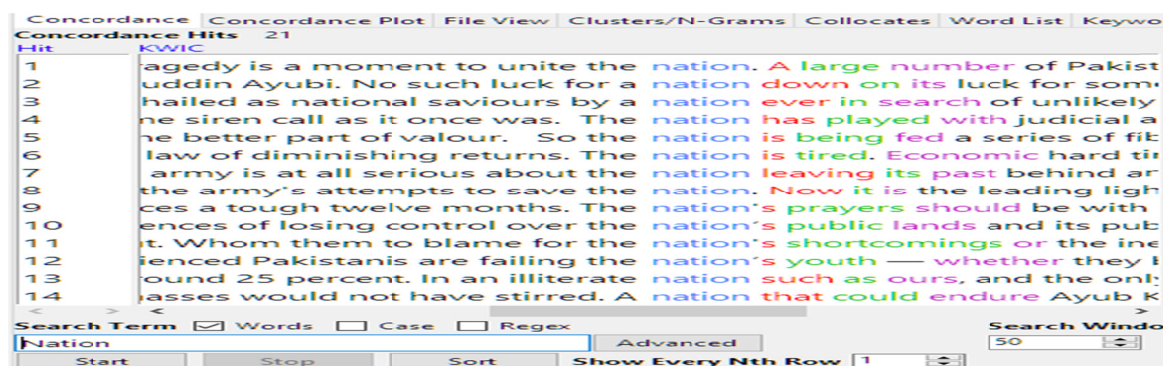 Concordance Concordance Plot File View Clusters/N-Grams Collocates Word List Keywo
Concordance Hits 21
Hit KWIC
1 ragedy is a moment to unite the nation. A large number of Pakist
2 uddin Ayubi. No such luck for a nation down on its luck for som
3 hailed as national saviours by a nation ever in search of unlikely
4 ne siren call as it once was. The nation has played with judicial a
5 ne better part of valour. So the nation is being fed a series of fib
6 law of diminishing returns. The nation is tired. Economic hard tir
7 army is at all serious about the nation leaving its past behind ar
8 the army's attempts to save the nation. Now it is the leading ligh
9 ces a tough twelve months. The nation's prayers should be with
10 ences of losing control over the nation's public lands and its pub
11 t. Whom them to blame for the nation's shortcomings or the ine
12 ienced Pakistanis are failing the nation's youth — whether they
13 ound 25 percent. In an illiterate nation such as ours, and the only
14 asses would not have stirred. A nation that could endure Ayub K
Search Term Words Case Regex Search Windo
Nation Advanced 50
Start Stop Sort Show Every Nth Row 1